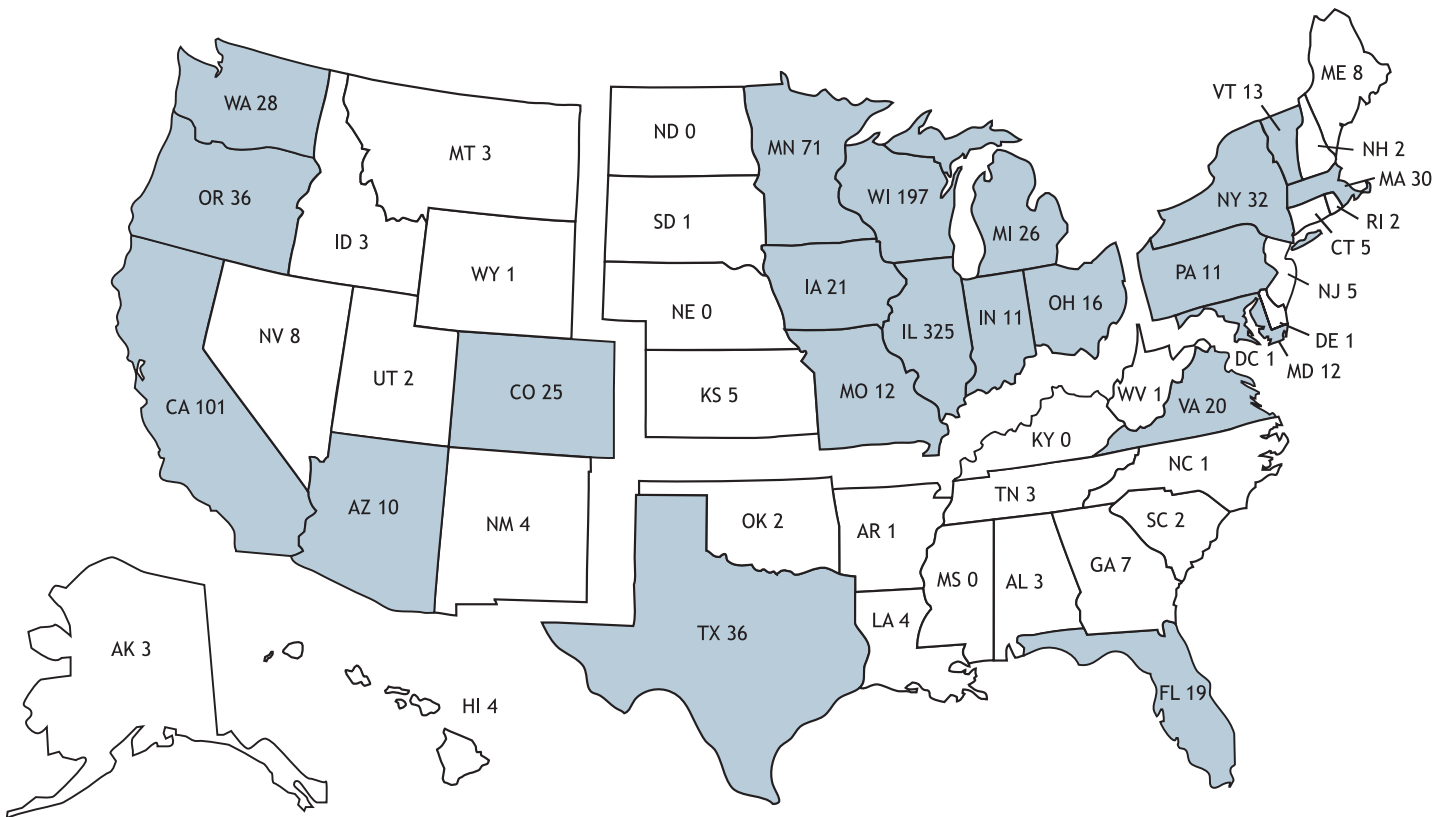 ME 8
VT 13
WA 28
ND 0
MN 71
NH 2
MT 3
MA 30
OR 36
WI 197
NY 32
SD 1
RI 2
MI 26
ID 3
CT 5
WY 1
PA 11
IA 21
NJ 5
OH 16
NE 0
IN 11
NV 8
IL 325
DE 1
DC 1
MD 12
UT 2
CO 25
MO 12
KS 5
WV 1
CA 101
VA 20
KY 0
NC 1
TN 3
AZ 10
NM 4
OK 2
SC 2
AR 1
GA 7
MS 0
AL 3
LA 4
TX 36
AK 3
FL 19
HI 4